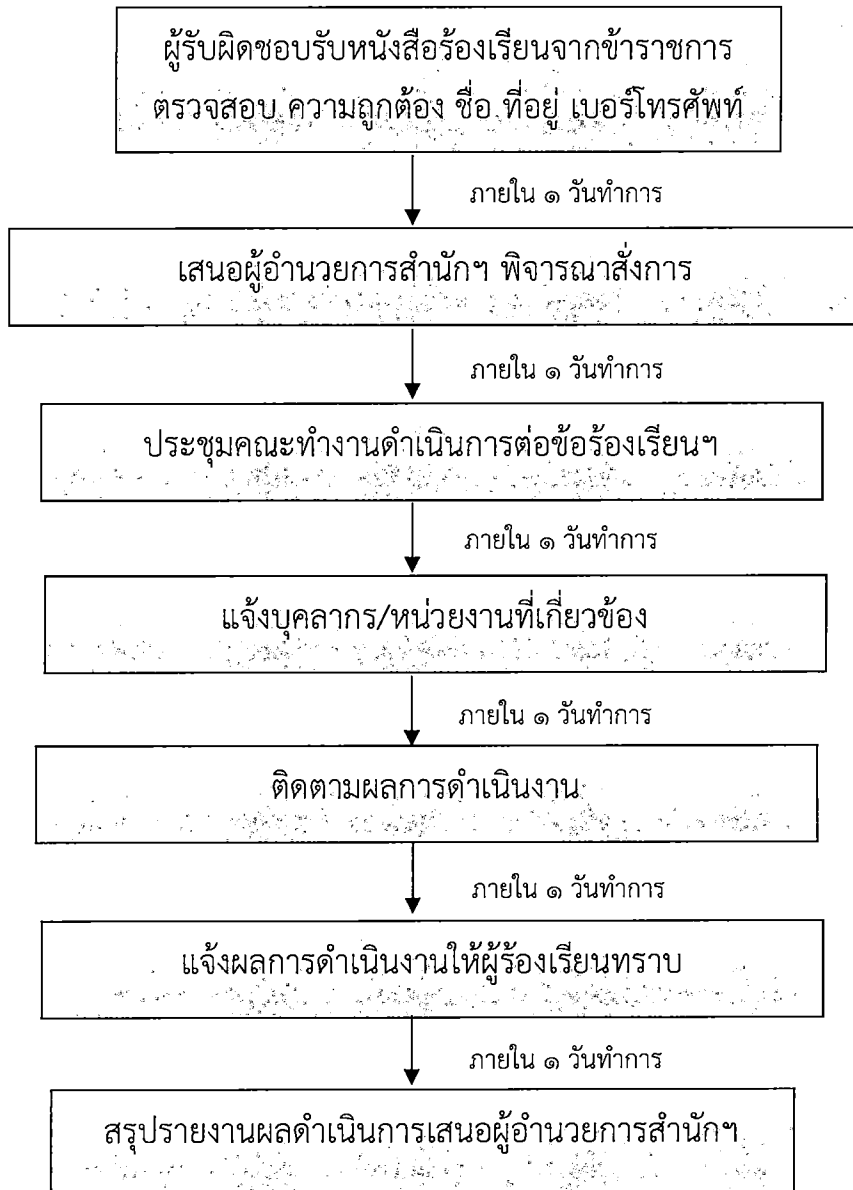 ผู้รับผิดชอบรับหนังสือร้องเรียนจากข้าราชการ
ตรวจสอบ ความถูกต้อง ชื่อ ที่อยู่ เบอร์โทรศัพท์
ภายใน ๑ วันทำการ
เสนอผู้อำนวยการสำนักฯ พิจารณาสั่งการ
ภายใน ๑ วันทำการ
ประชุมคณะทำงานดำเนินการต่อข้อร้องเรียนฯ
ภายใน ๑ วันทำการ
แจ้งบุคลากร/หน่วยงานที่เกี่ยวข้อง
ภายใน ๑ วันทำการ
ติดตามผลการดำเนินงาน
ภายใน ๑ วันทำการ
แจ้งผลการดำเนินงานให้ผู้ร้องเรียนทราบ
ภายใน ๑ วันทำการ
สรุปรายงานผลดำเนินการเสนอผู้อำนวยการสำนักฯ